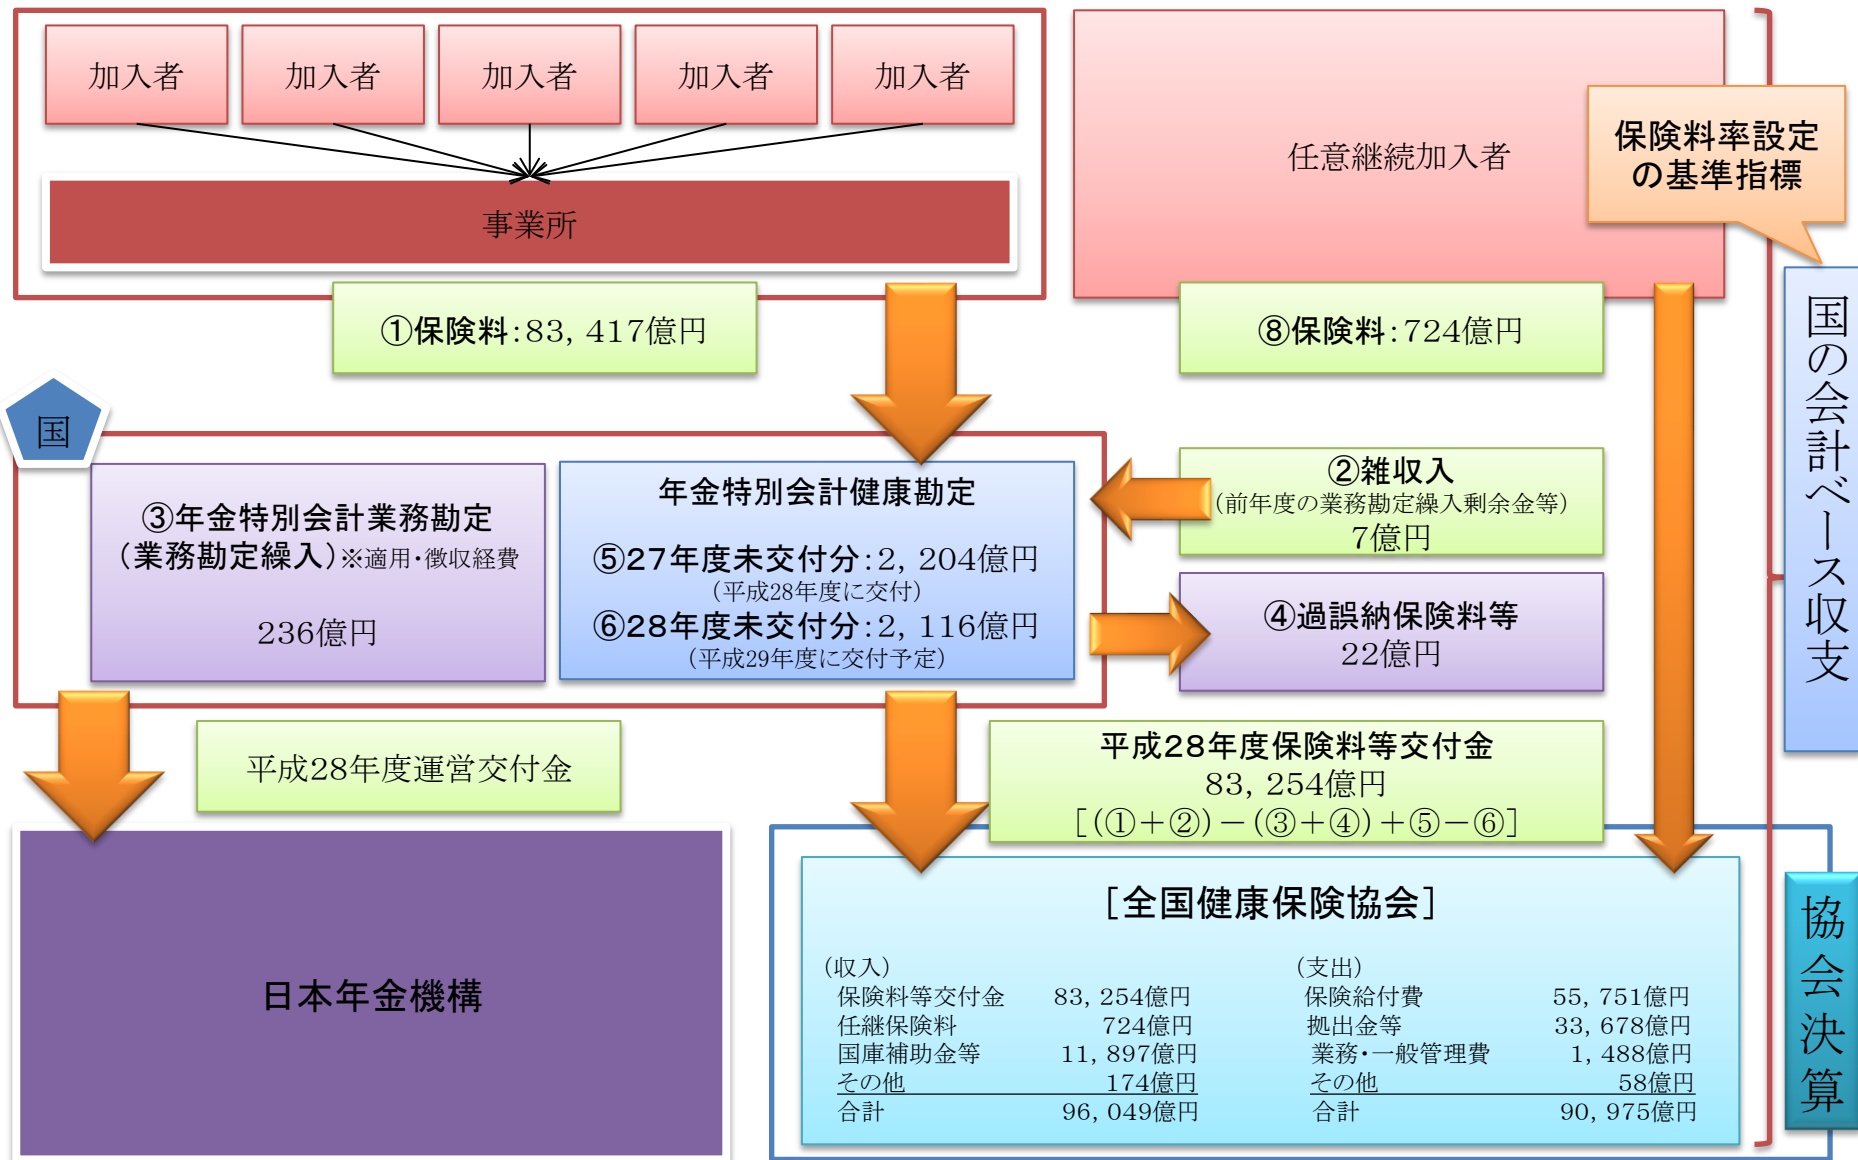 加入者
加入者
加入者
加入者
加入者
事業所
任意継続加入者
保険料率設定
の基準指標
国の会計ベース収支
①保険料：83，417億円
⑧保険料：724億円
国
③年金特別会計業務勘定
（業務勘定繰入）※適用・徴収経費
236億円
年金特別会計健康勘定
⑤27年度未交付分：2，204億円
（平成28年度に交付）
⑥28年度未交付分：2，116億円
（平成29年度に交付予定）
②雑収入
（前年度の業務勘定繰入剰余金等）
7億円
④過誤納保険料等
22億円
平成28年度運営交付金
平成28年度保険料等交付金
83，254億円
［（①＋②）－（③＋④）＋⑤－⑥］
日本年金機構
［全国健康保険協会］
（収入）
保険料等交付金 83，254億円
任継保険料 724億円
国庫補助金等 11，897億円
その他 174億円
合計 96，049億円
（支出）
保険給付費 55，751億円
拠出金等 33，678億円
業務・一般管理費 1，488億円
その他 58億円
合計 90，975億円
協会決算